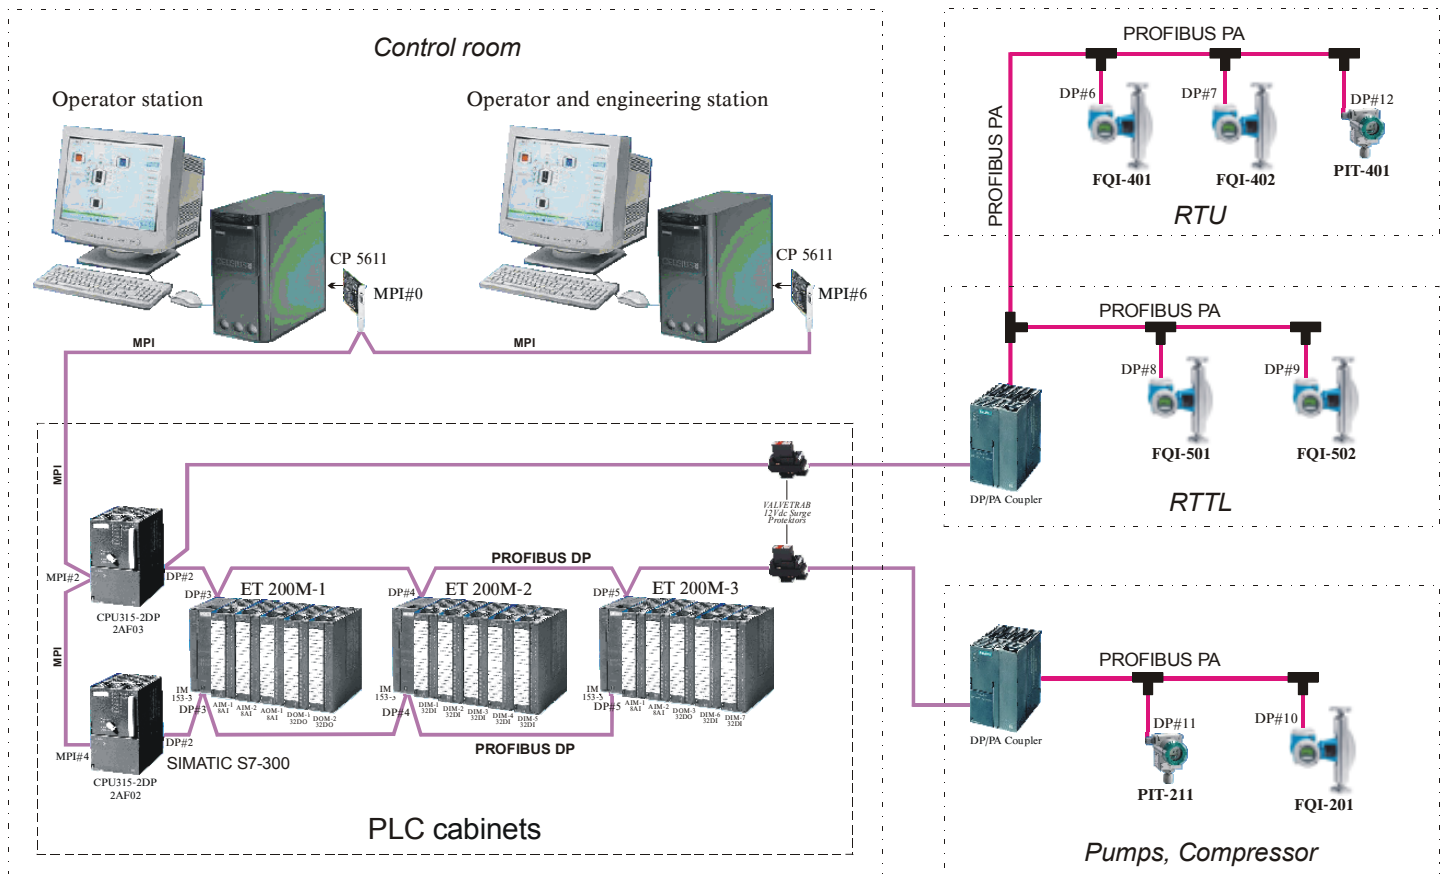 Control room
Operator station
Operator and engineering station
CP 5611
MPI#0
CP 5611
MPI#6
MPI
MPI
MPI
MPI#2
DP#2
CPU315-2DP
2AF03
MPI
MPI#4
DP#2
SIMATIC S7-300
CPU315-2DP
2AF02
VALVETRAB
12Vdc Surge
Protektors
PROFIBUS DP
DP#3
ET 200M-1
DP#4
ET 200M-2
DP#5
ET 200M-3
IM
153-3
AIM-1
8AI
AIM-2
8AI
AOM-1
8AI
DOM-1
32DO
DOM-2
32DO
DP#3
IM
153-3
DIM-1
32DI
DIM-2
32DI
DIM-3
32DI
DIM-4
32DI
DIM-5
32DI
DP#4
IM
153-3
AIM-1
8AI
AIM-2
8AI
DOM-3
32DO
DIM-6
32DI
DIM-7
32DI
DP#5
PROFIBUS DP
PLC cabinets
PROFIBUS PA
PROFIBUS PA
DP#6
DP#7
DP#12
FQI-401
FQI-402
PIT-401
RTU
PROFIBUS PA
DP#8
DP#9
FQI-501
FQI-502
DP/PA Coupler
RTTL
PROFIBUS PA
DP#11
DP#10
DP/PA Coupler
PIT-211
FQI-201
Pumps, Compressor